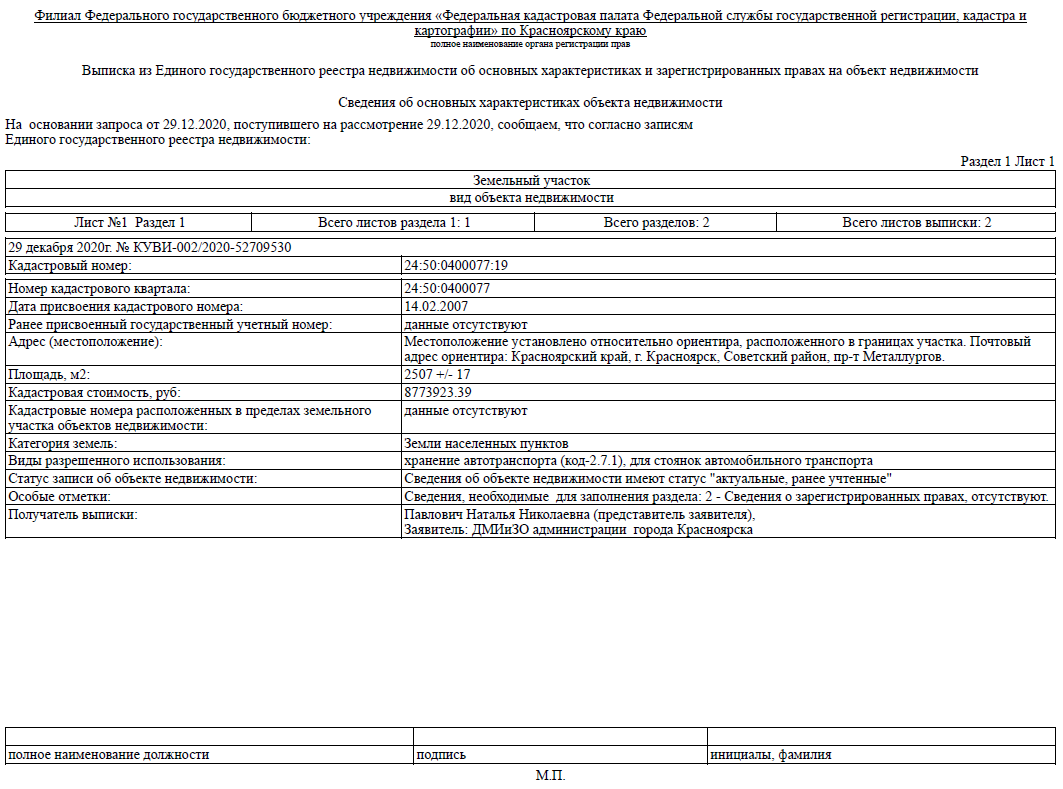 Филиал Федерального государственного бюджетного учреждения «Федеральная кадастровая палата Федеральной службы государственной регистрации, кадастра и
картографии» по Красноярскому краю
полное наименование органа регистрации прав
Выписка из Единого государственного реестра недвижимости об основных характеристиках и зарегистрированных правах на объект недвижимости
Сведения об основных характеристиках объекта недвижимости
На основании запроса от 29.12.2020, поступившего на рассмотрение 29.12.2020, сообщаем, что согласно записям
Единого государственного реестра недвижимости:
Раздел 1 Лист 1
Земельный участок
вид объекта недвижимости
Лист №1 Раздел 1 Всего листов раздела 1: 1 Всего разделов: 2 Всего листов выписки: 2
29 декабря 2020г. № КУВИ-002/2020-52709530
Кадастровый номер: 24:50:0400077:19
Номер кадастрового квартала: 24:50:0400077
Дата присвоения кадастрового номера: 14.02.2007
Ранее присвоенный государственный учетный номер: данные отсутствуют
Адрес (местоположение): Местоположение установлено относительно ориентира, расположенного в границах участка. Почтовый
адрес ориентира: Красноярский край, г. Красноярск, Советский район, пр-т Металлургов.
Площадь, м2: 2507 +/- 17
Кадастровая стоимость, руб: 8773923.39
Кадастровые номера расположенных в пределах земельного данные отсутствуют
участка объектов недвижимости:
Категория земель: Земли населенных пунктов
Виды разрешенного использования: хранение автотранспорта (код-2.7.1), для стоянок автомобильного транспорта
Статус записи об объекте недвижимости: Сведения об объекте недвижимости имеют статус "актуальные, ранее учтенные"
Особые отметки: Сведения, необходимые для заполнения раздела: 2 - Сведения о зарегистрированных правах, отсутствуют.
Получатель выписки: Павлович Наталья Николаевна (представитель заявителя),
Заявитель: ДМИиЗО администрации города Красноярска
полное наименование должности подпись инициалы, фамилия
М.П.